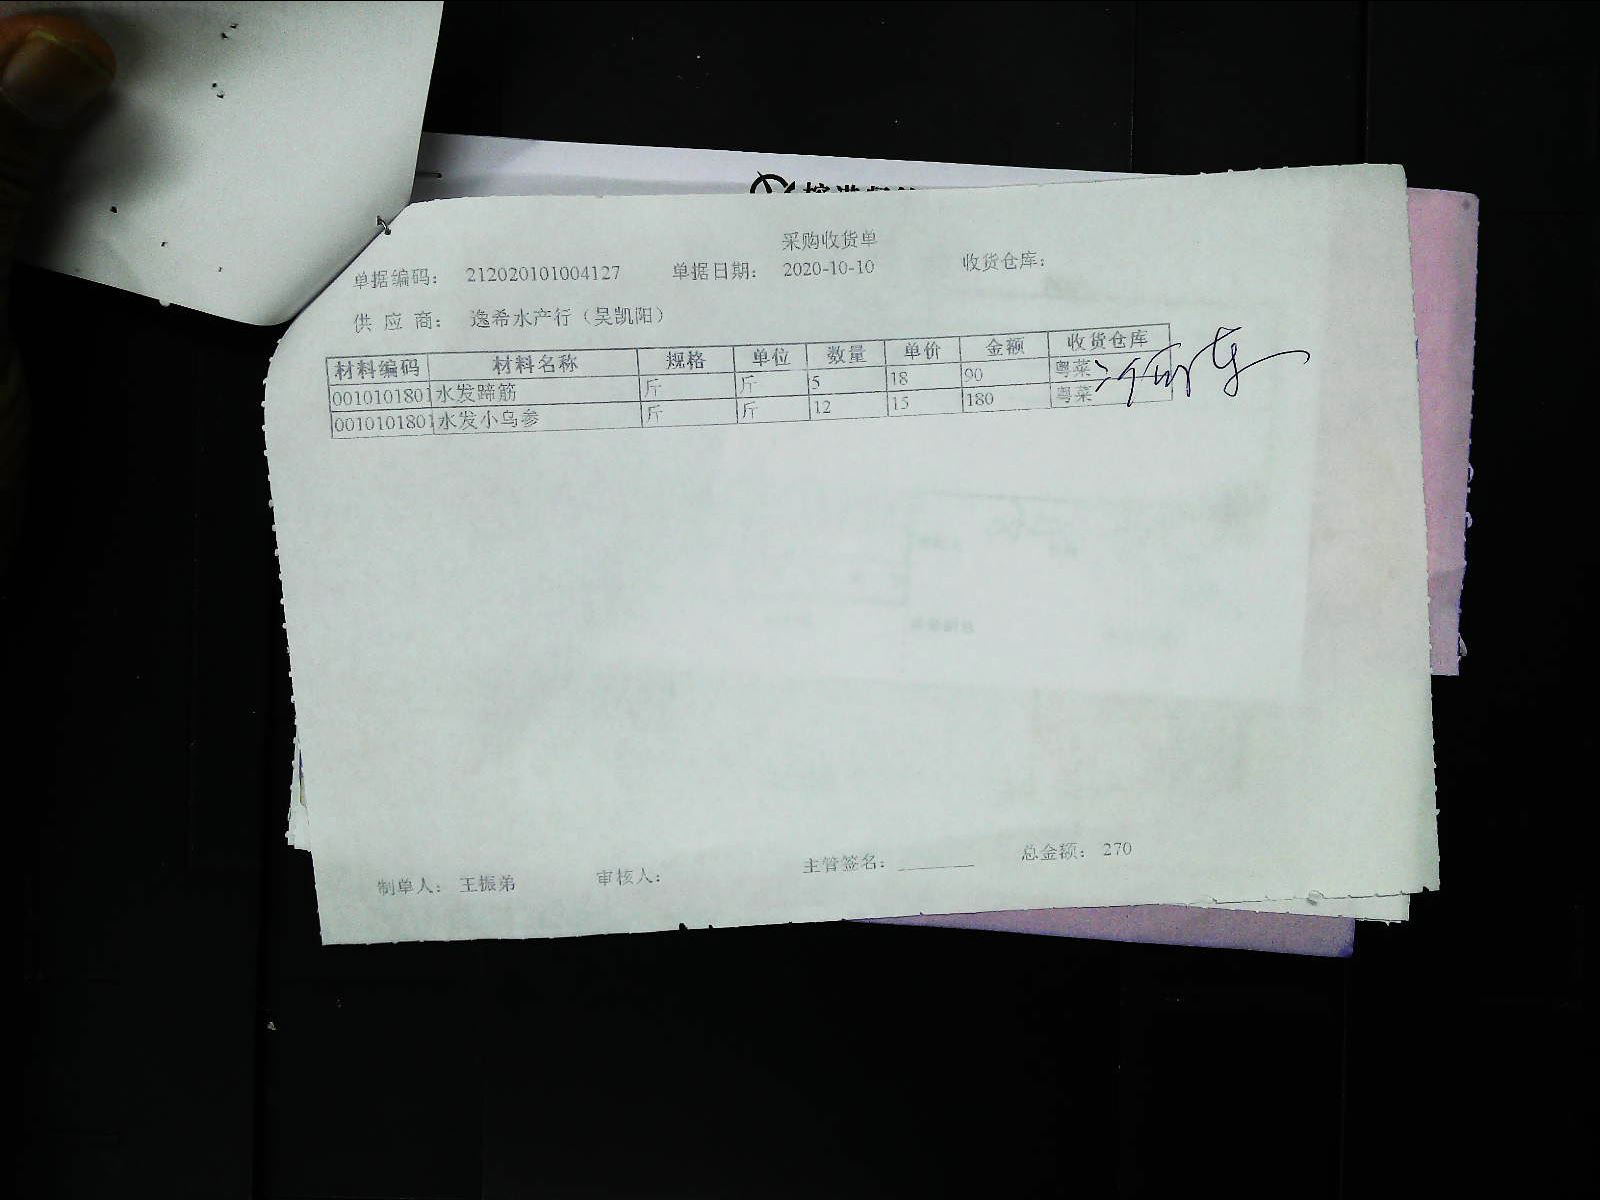 采购收货单
单据编码： 212020101004127 单据日期： 2020-10-10 收货仓库：
供 应 商： 逸希水产行（吴凯阳）
材料编码 材料名称 规格 单位 数量 单价 金额 收货仓库
0010101801 水发蹄筋 斤 斤 5 18 90 粤菜
0010101801 水发小乌参 斤 斤 12 15 180 粤菜
制单人： 王振弟 审核人： 主管签名： 总金额： 270